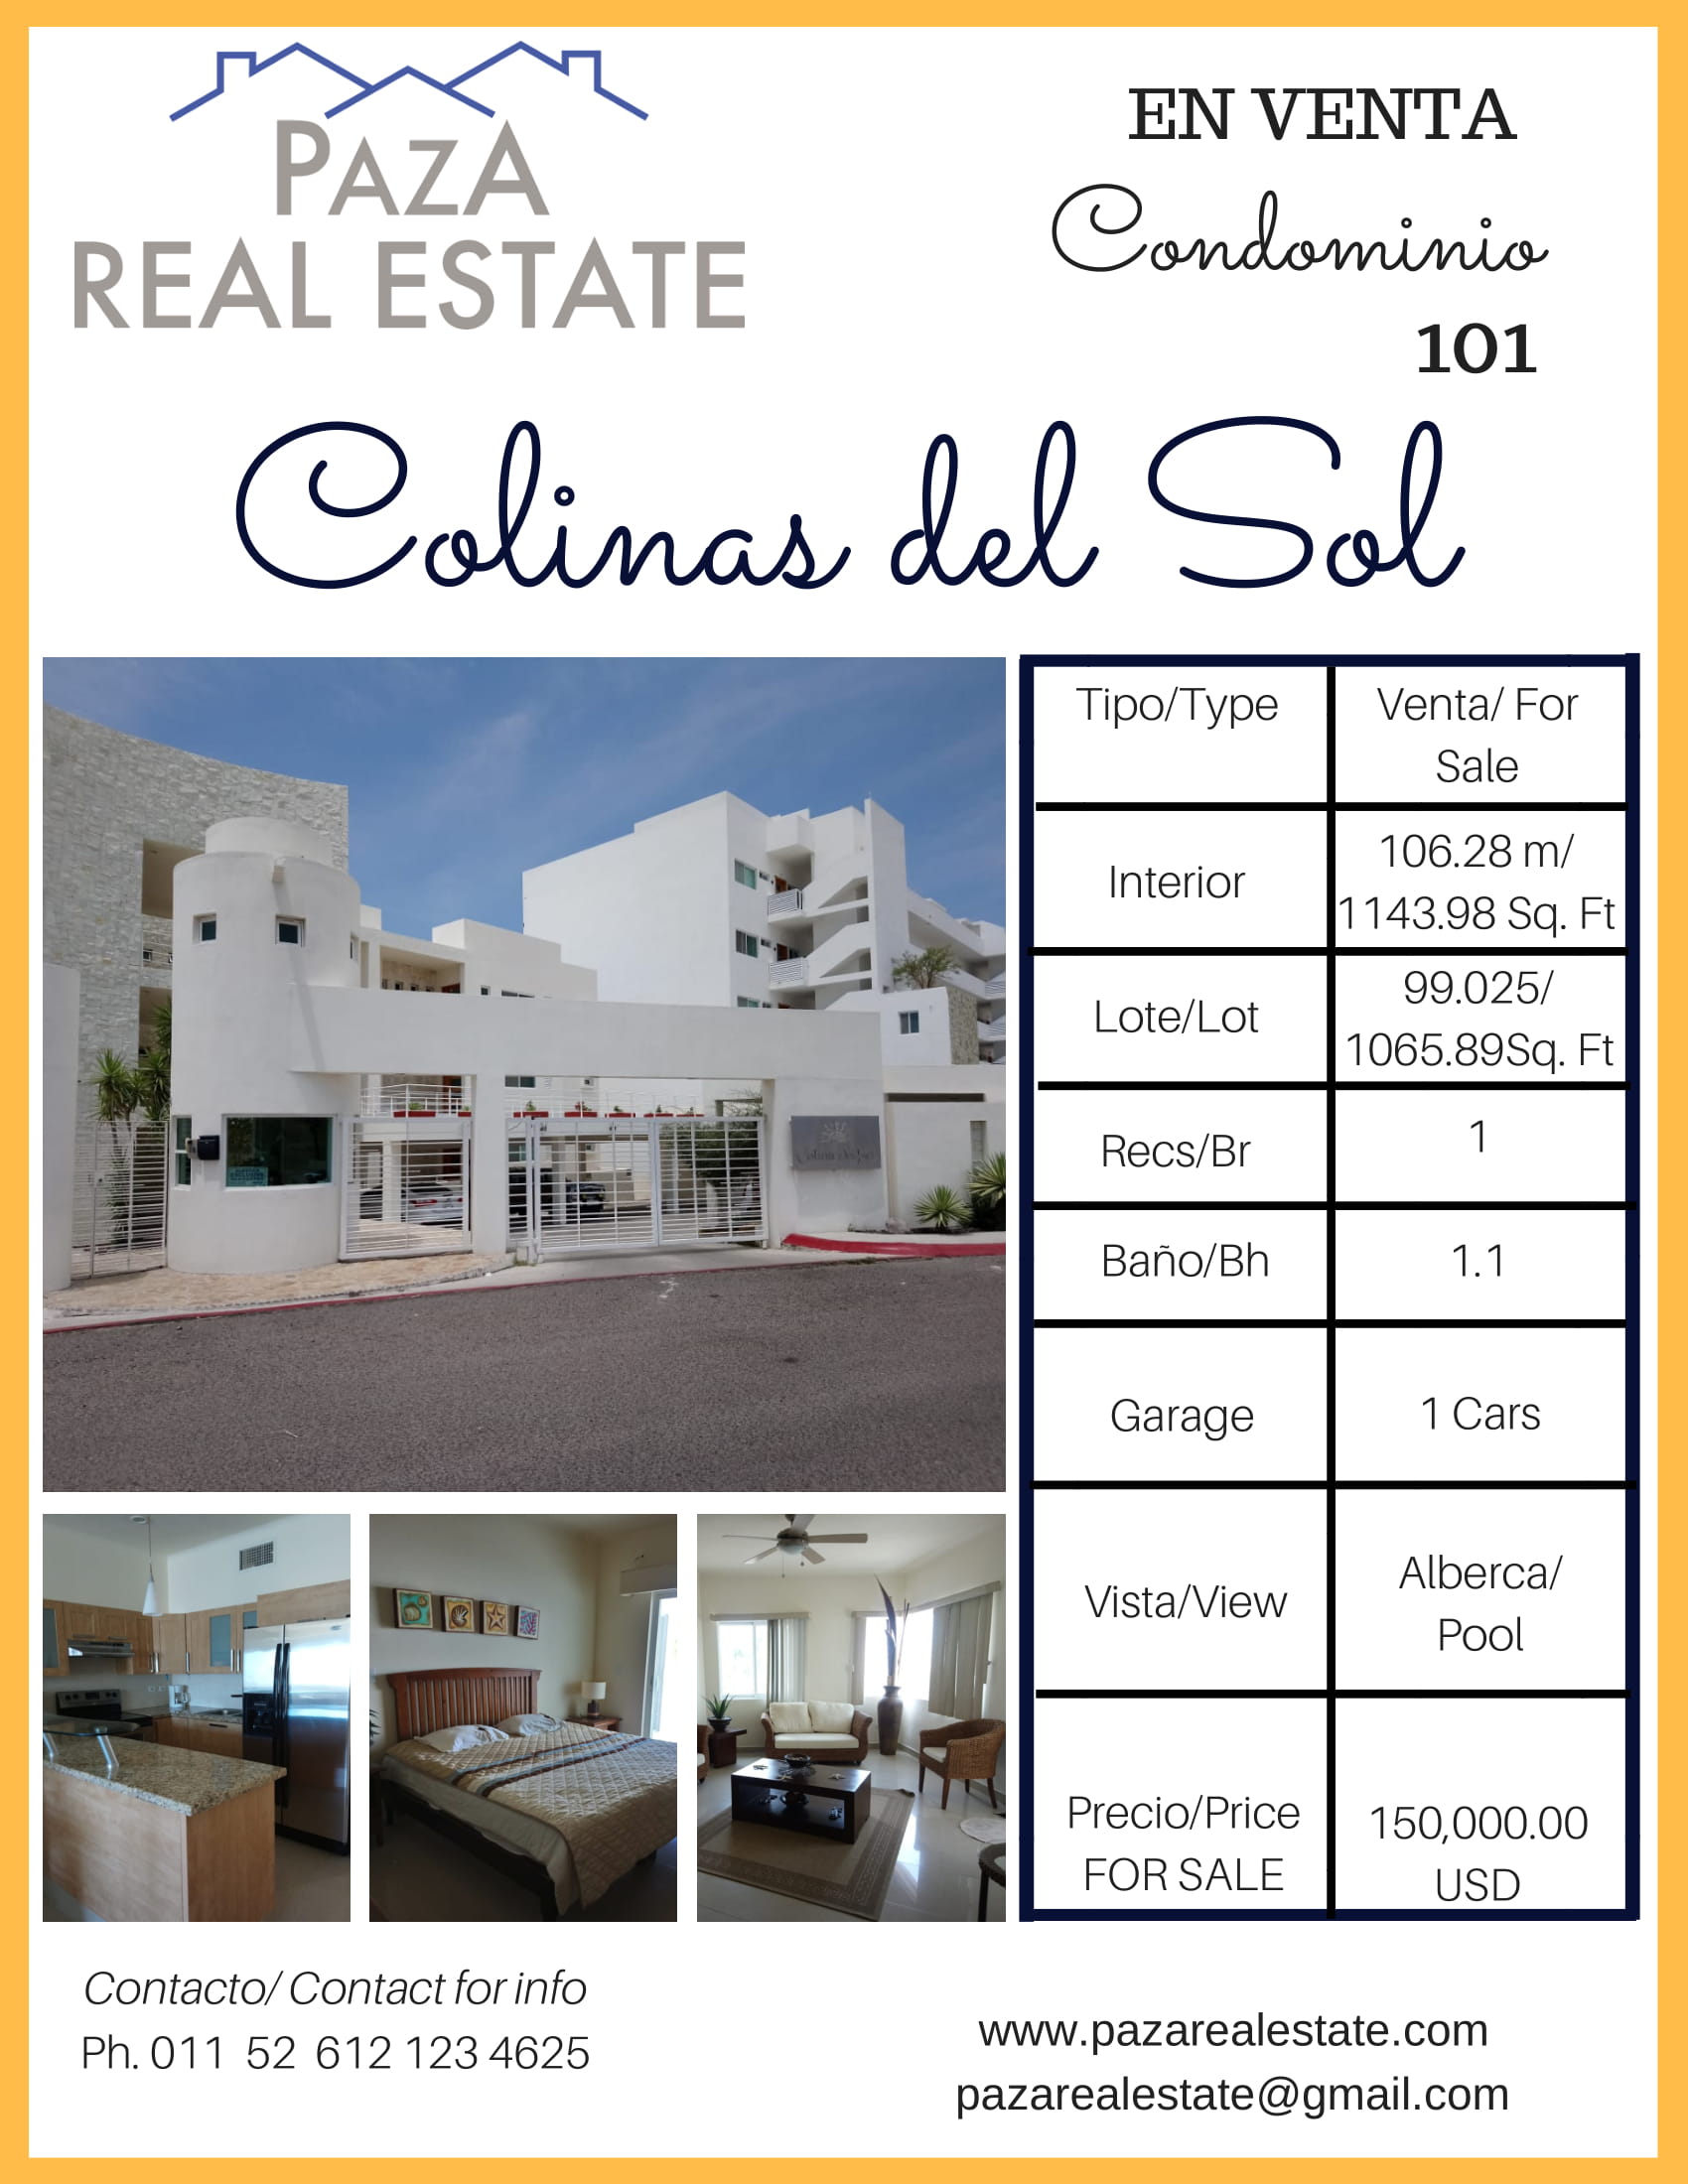 PAZA
REAL ESTATE
EN VENTA
Condominio
101
Colinas del Sol
Tipo/Type
Venta/ For
Sale
Interior
106.28 m/
1143.98 Sq. Ft
Lote/Lot
99.025/
1065.89Sq. Ft
Recs/Br
1
Baño/Bh
1.1
Garage
1 Cars
Vista/View
Alberca/
Pool
Precio/Price
FOR SALE
150,000.00
USD
Contacto/ Contact for info
Ph. 011 52 612 123 4625
www.pazarealestate.com
pazarealestate@gmail.com